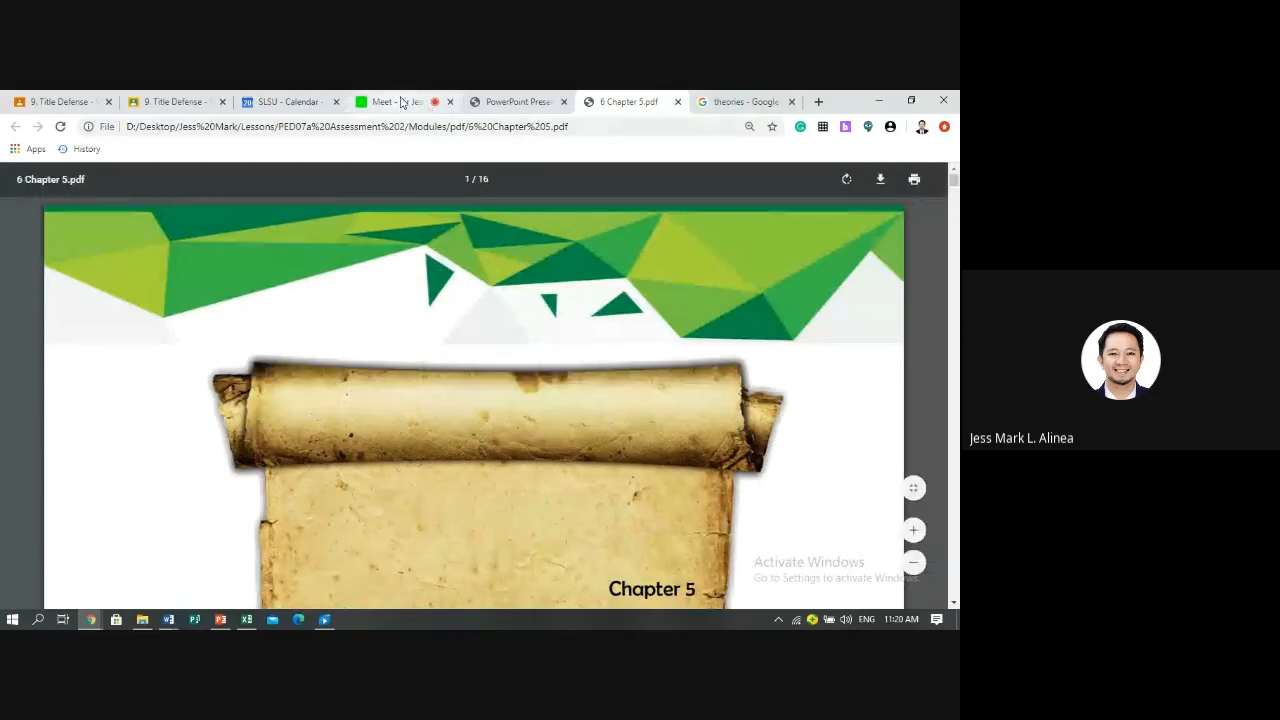 9. Title Defense -
9. Title Defense -
SLSU - Calendar -
Meet -
PowerPoint Presen
6 Chapter 5.pdf
theories - Google
File
D:/Desktop/Jess%20Mark/Lessons/PED07a%20Assessment%202/Modules/pdf/6%20Chapter%205.pdf
Apps
History
6 Chapter 5.pdf
1 / 16
Jess Mark L. Alinea
Activate Windows
Go to Settings to activate Windows.
Chapter 5
ENG
11:20 AM